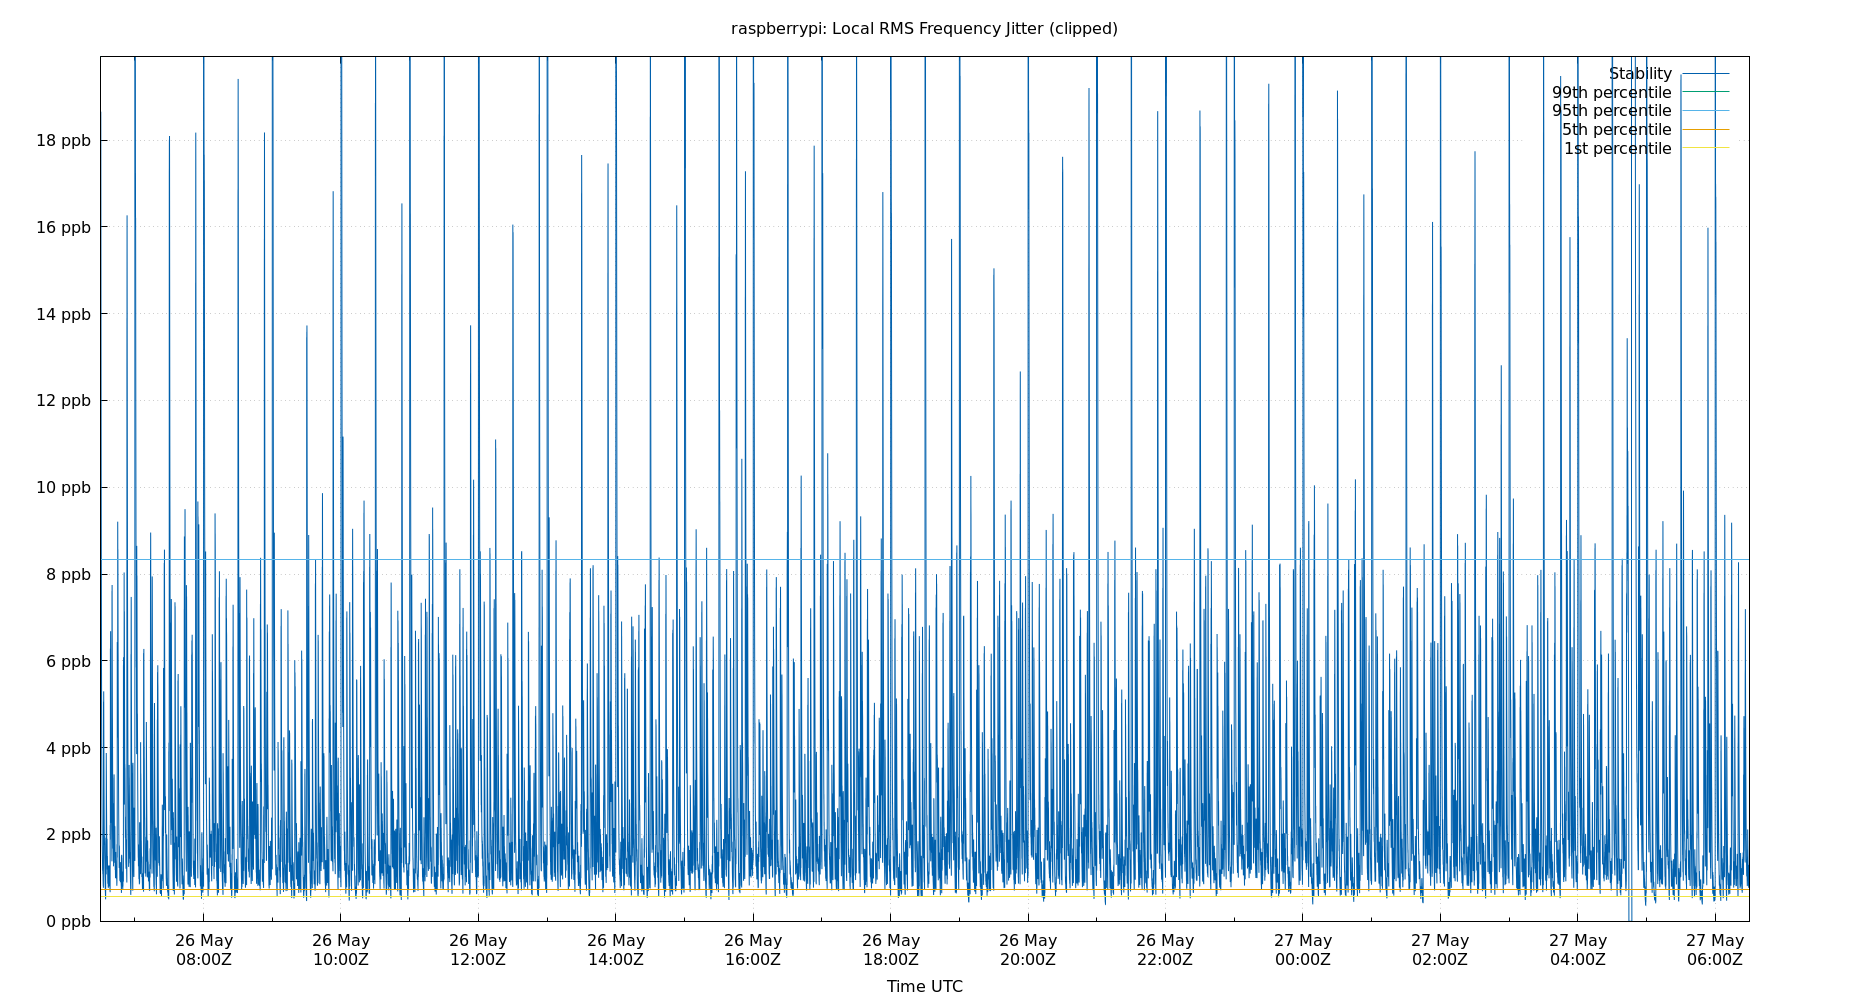 raspberrypi: Local RMS Frequency Jitter (clipped)
Stability
99th percentile
95th percentile
5th percentile
1st percentile
18 ppb
16 ppb
14 ppb
12 ppb
10 ppb
8 ppb
6 ppb
4 ppb
2 ppb
0 ppb
26 May 26 May 26 May 26 May 26 May 26 May 26 May 26 May 27 May 27 May 27 May 27 May
08:00Z 10:00Z 12:00Z 14:00Z 16:00Z 18:00Z 20:00Z 22:00Z 00:00Z 02:00Z 04:00Z 06:00Z
Time UTC